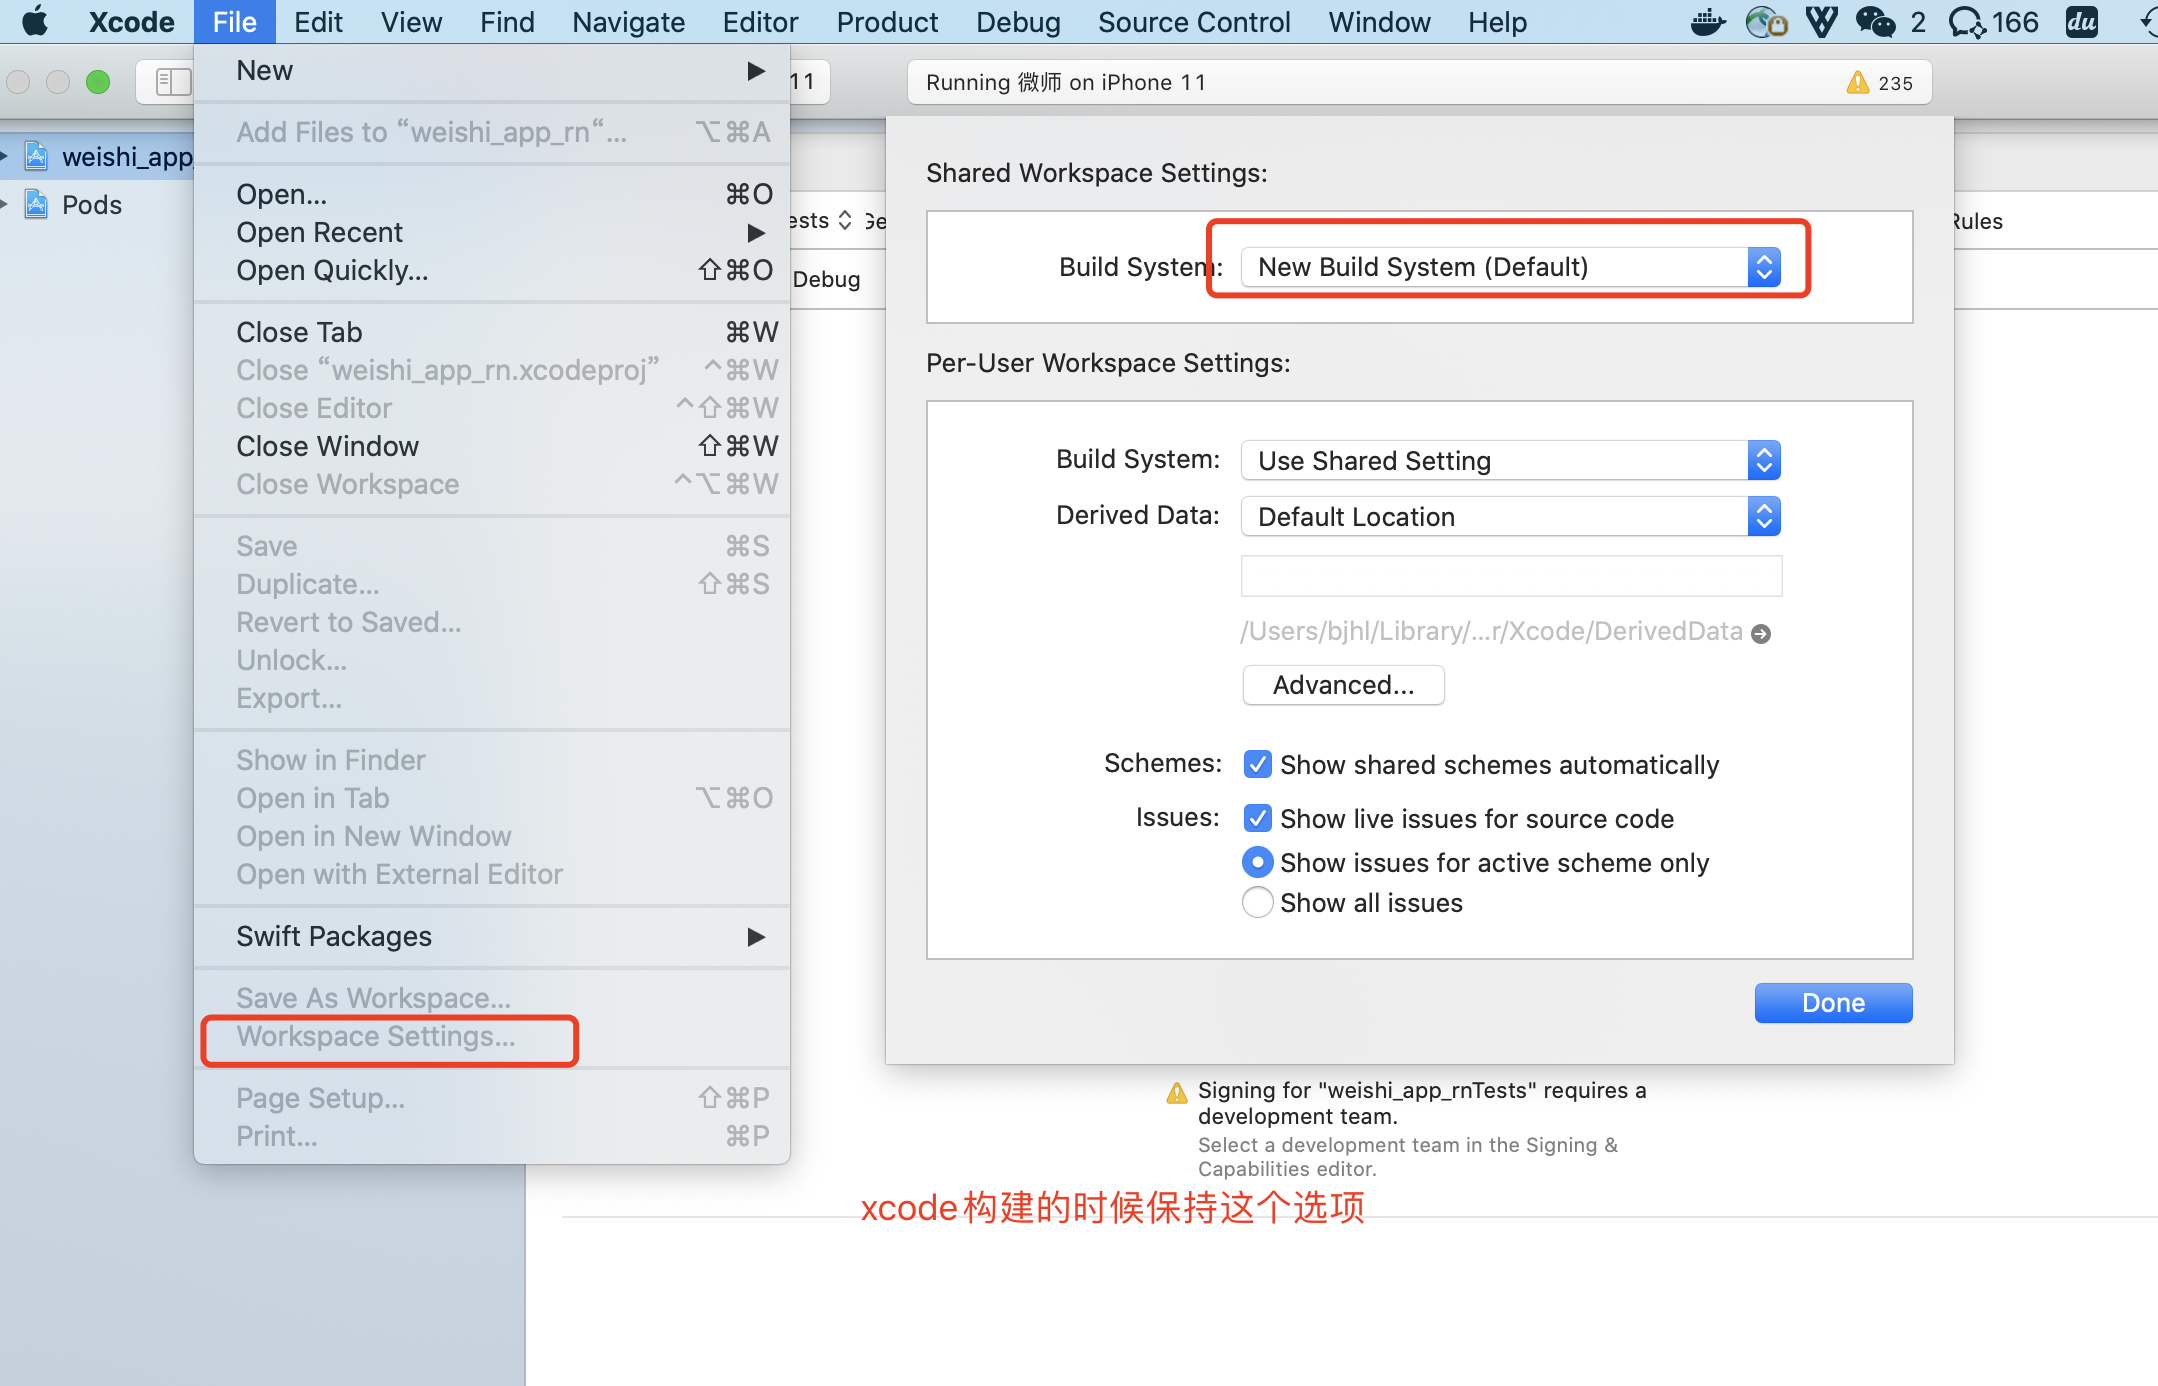 Xcode File Edit View Find Navigate Editor Product Debug Source Control Window Help 2 166 du
11 Running 微师 on iPhone 11 235
weishi_app_
Pods
New
Add Files to “weishi_app_rn“... ⌥⌘A
Open... ⌘O
Open Recent
Open Quickly... ⇧⌘O
Close Tab ⌘W
Close “weishi_app_rn.xcodeproj” ^⌘W
Close Editor ^⇧⌘W
Close Window ⇧⌘W
Close Workspace ^⌥⌘W
Save ⌘S
Duplicate... ⇧⌘S
Revert to Saved...
Unlock...
Export...
Show in Finder
Open in Tab ⌥⌘O
Open in New Window
Open with External Editor
Swift Packages
Save As Workspace...
Workspace Settings...
Page Setup... ⇧⌘P
Print... ⌘P
ests Ge
Debug
Rules
Shared Workspace Settings:
Build System: New Build System (Default)
Per-User Workspace Settings:
Build System: Use Shared Setting
Derived Data: Default Location
/Users/bjhl/Library/...r/Xcode/DerivedData
Advanced...
Schemes: Show shared schemes automatically
Issues: Show live issues for source code
Show issues for active scheme only
Show all issues
Done
Signing for "weishi_app_rnTests" requires a
development team.
Select a development team in the Signing &
Capabilities editor.
xcode构建的时候保持这个选项